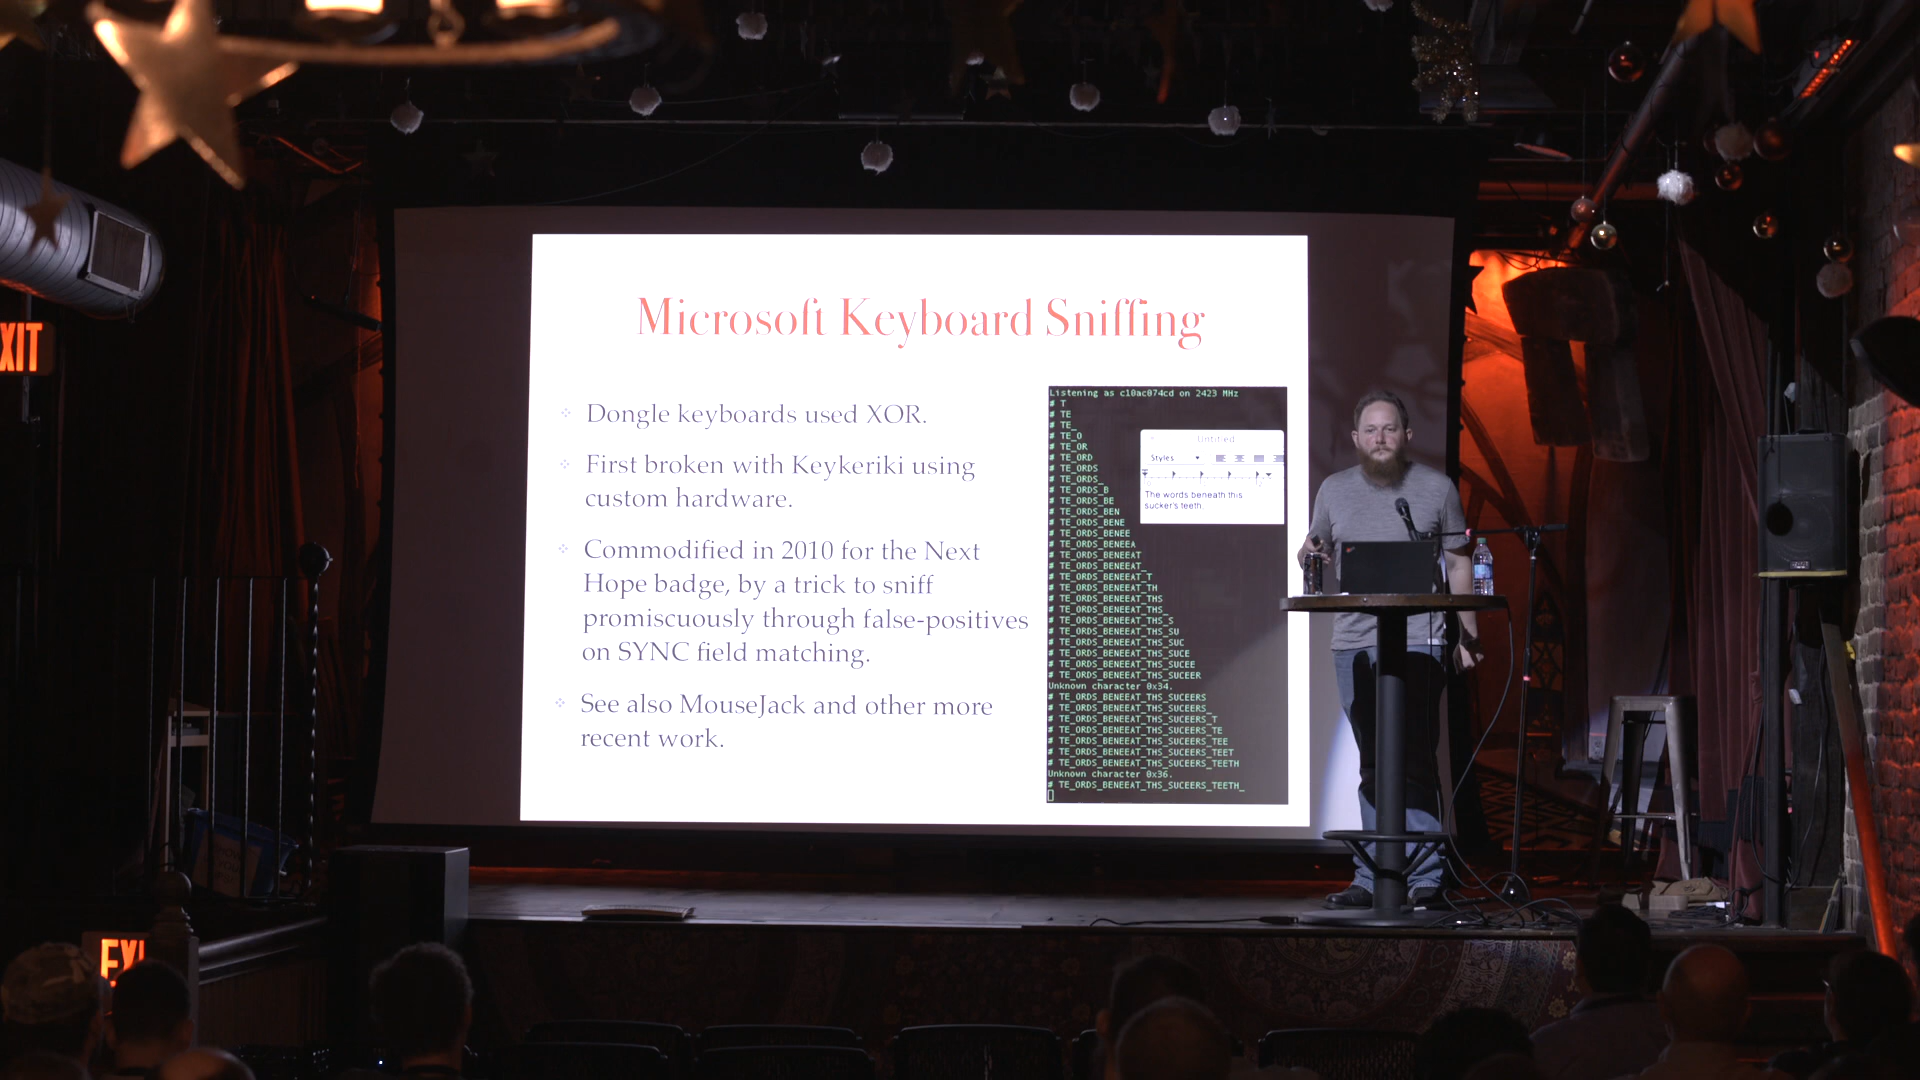 XIT
Microsoft Keyboard Sniffing
Dongle keyboards used XOR.
First broken with Keykeriki using
custom hardware.
Commodified in 2010 for the Next
Hope badge, by a trick to sniff
promiscuously through false-positives
on SYNC field matching.
See also MouseJack and other more
recent work.
Listening as c10ac074cd on 2423 MHz
# T
# TE
# TE_
# TE_O
# TE_OR
# TE_ORD
# TE_ORDS
# TE_ORDS_
# TE_ORDS_B
# TE_ORDS_BE
# TE_ORDS_BEN
# TE_ORDS_BENE
# TE_ORDS_BENEE
# TE_ORDS_BENEEA
# TE_ORDS_BENEEAT
# TE_ORDS_BENEEAT_
# TE_ORDS_BENEEAT_T
# TE_ORDS_BENEEAT_TH
# TE_ORDS_BENEEAT_THS
# TE_ORDS_BENEEAT_THS_
# TE_ORDS_BENEEAT_THS_S
# TE_ORDS_BENEEAT_THS_SU
# TE_ORDS_BENEEAT_THS_SUC
# TE_ORDS_BENEEAT_THS_SUCE
# TE_ORDS_BENEEAT_THS_SUCEE
# TE_ORDS_BENEEAT_THS_SUCEER
Unknown character 0x34.
# TE_ORDS_BENEEAT_THS_SUCEERS
# TE_ORDS_BENEEAT_THS_SUCEERS_
# TE_ORDS_BENEEAT_THS_SUCEERS_T
# TE_ORDS_BENEEAT_THS_SUCEERS_TE
# TE_ORDS_BENEEAT_THS_SUCEERS_TEE
# TE_ORDS_BENEEAT_THS_SUCEERS_TEET
# TE_ORDS_BENEEAT_THS_SUCEERS_TEETH
Unknown character 0x36.
# TE_ORDS_BENEEAT_THS_SUCEERS_TEETH_
Untitled
Styles
The words beneath this
sucker's teeth.
EXI